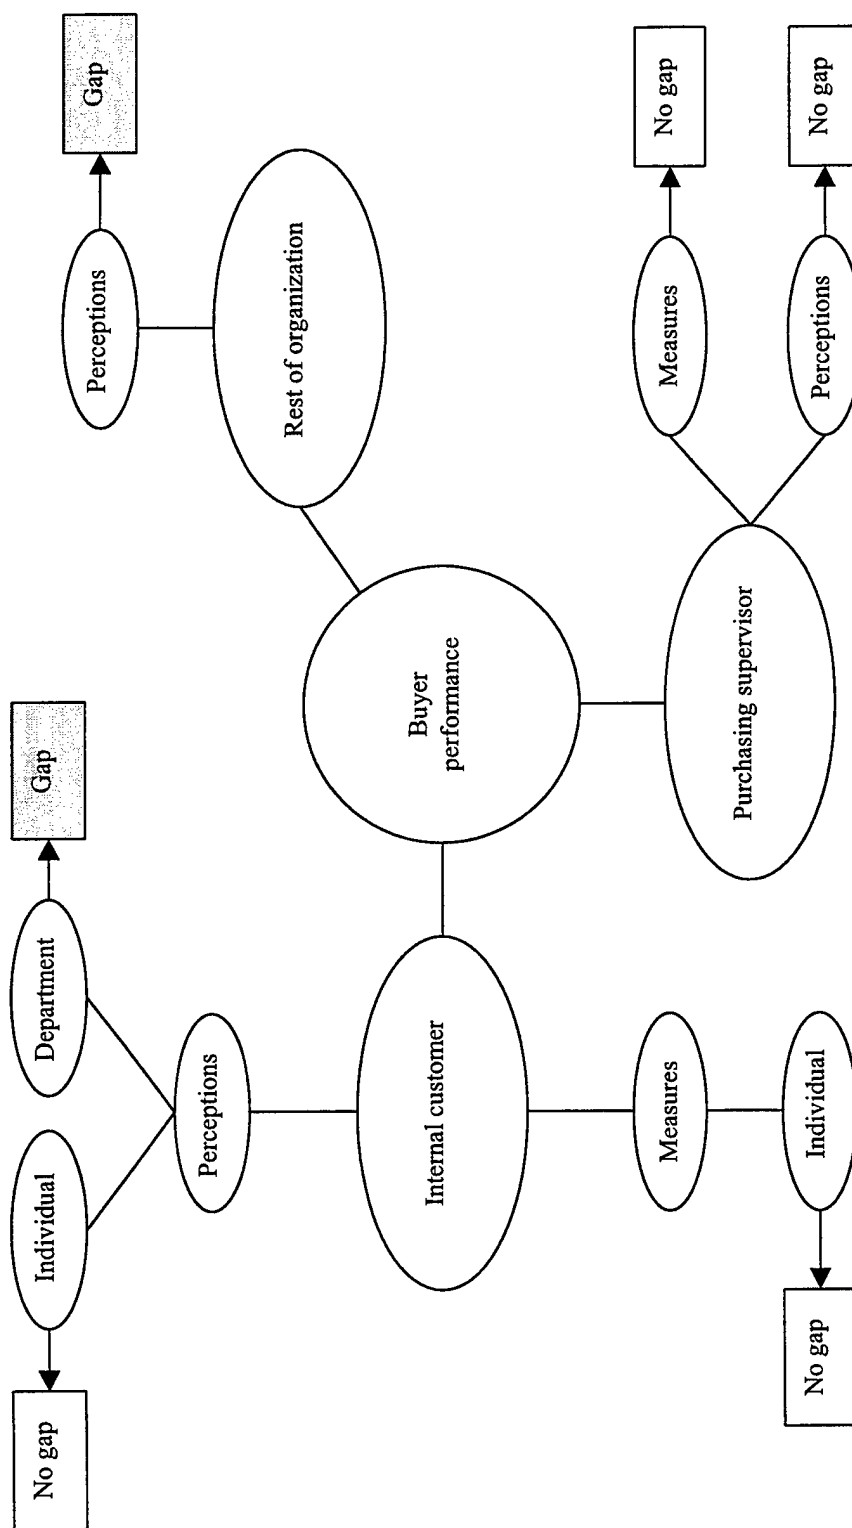 No gap
Individual
Department
Gap
Perceptions
Gap
Perceptions
Rest of organization
Internal customer
Buyer
performance
Measures
Measures
No gap
Purchasing supervisor
No gap
Individual
Perceptions
No gap